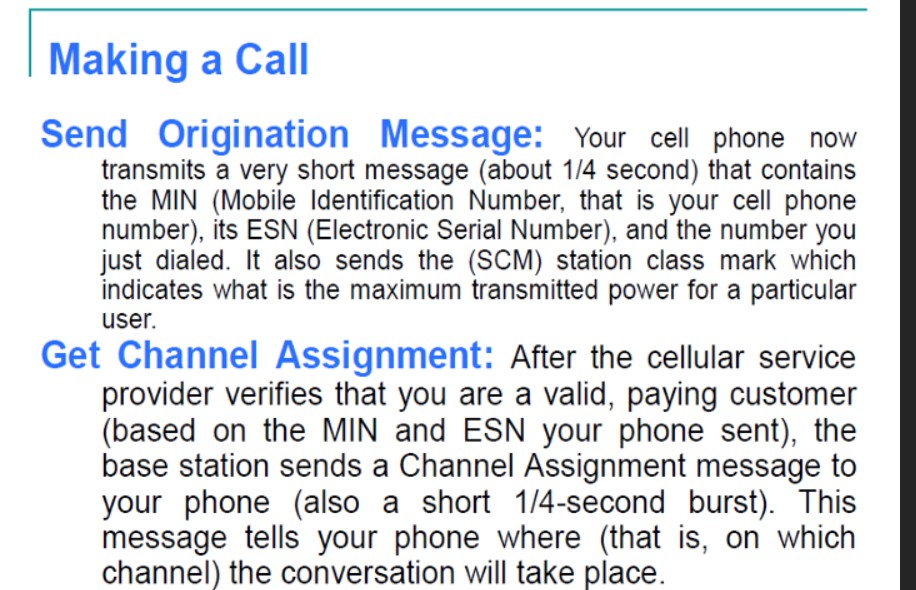 Making a Call
Send Origination Message: Your cell phone now
transmits a very short message (about 1/4 second) that contains
the MIN (Mobile Identification Number, that is your cell phone
number), its ESN (Electronic Serial Number), and the number you
just dialed. It also sends the (SCM) station class mark which
indicates what is the maximum transmitted power for a particular
user.
Get Channel Assignment: After the cellular service
provider verifies that you are a valid, paying customer
(based on the MIN and ESN your phone sent), the
base station sends a Channel Assignment message to
your phone (also a short 1/4-second burst). This
message tells your phone where (that is, on which
channel) the conversation will take place.